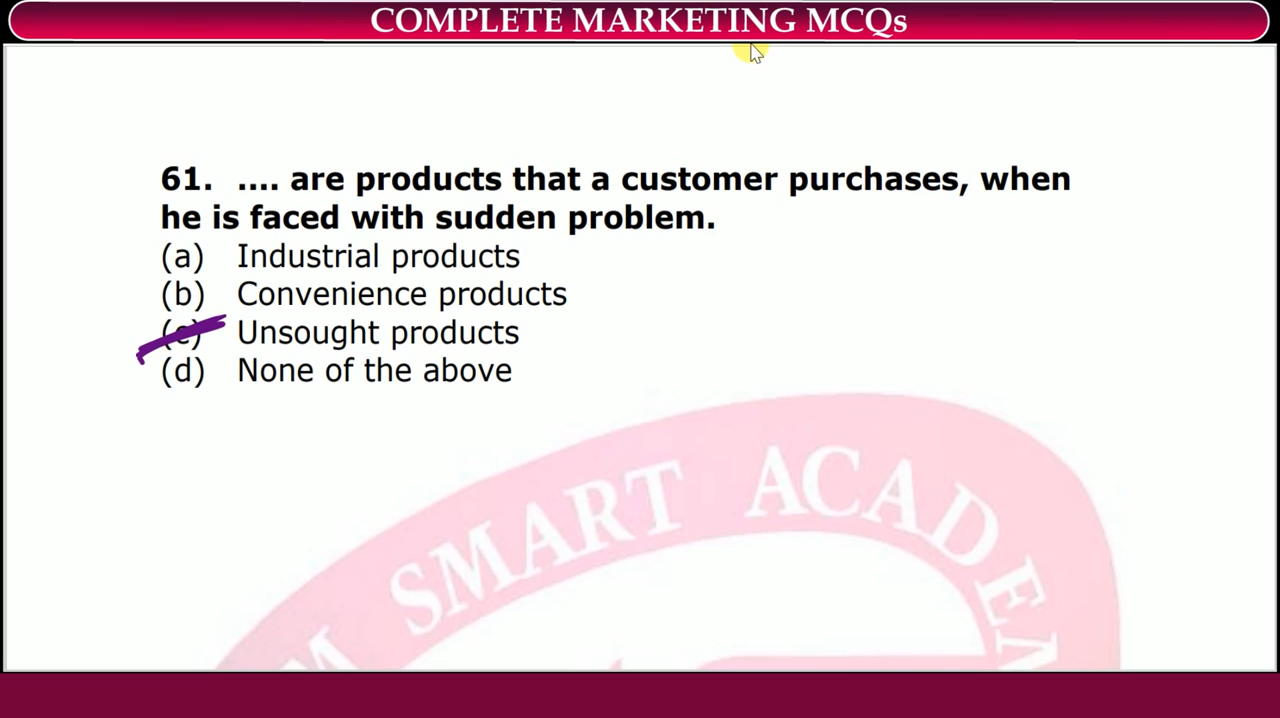 COMPLETE MARKETING MCQs
61. .... are products that a customer purchases, when
he is faced with sudden problem.
(a) Industrial products
(b) Convenience products
(c) Unsought products
(d) None of the above
SMART ACADEM